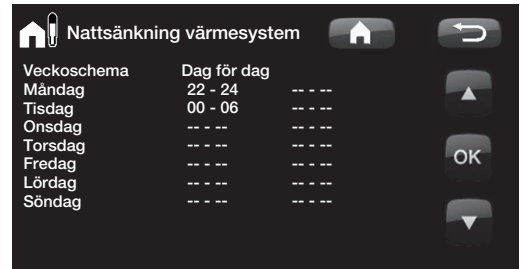 Nattsänkning värmesystem
Veckoschema Dag för dag
Måndag 22 - 24 -- - --
Tisdag 00 - 06 -- - --
Onsdag -- - -- -- - --
Torsdag -- - -- -- - --
Fredag -- - -- -- - --
Lördag -- - -- -- - --
Söndag -- - -- -- - --
OK